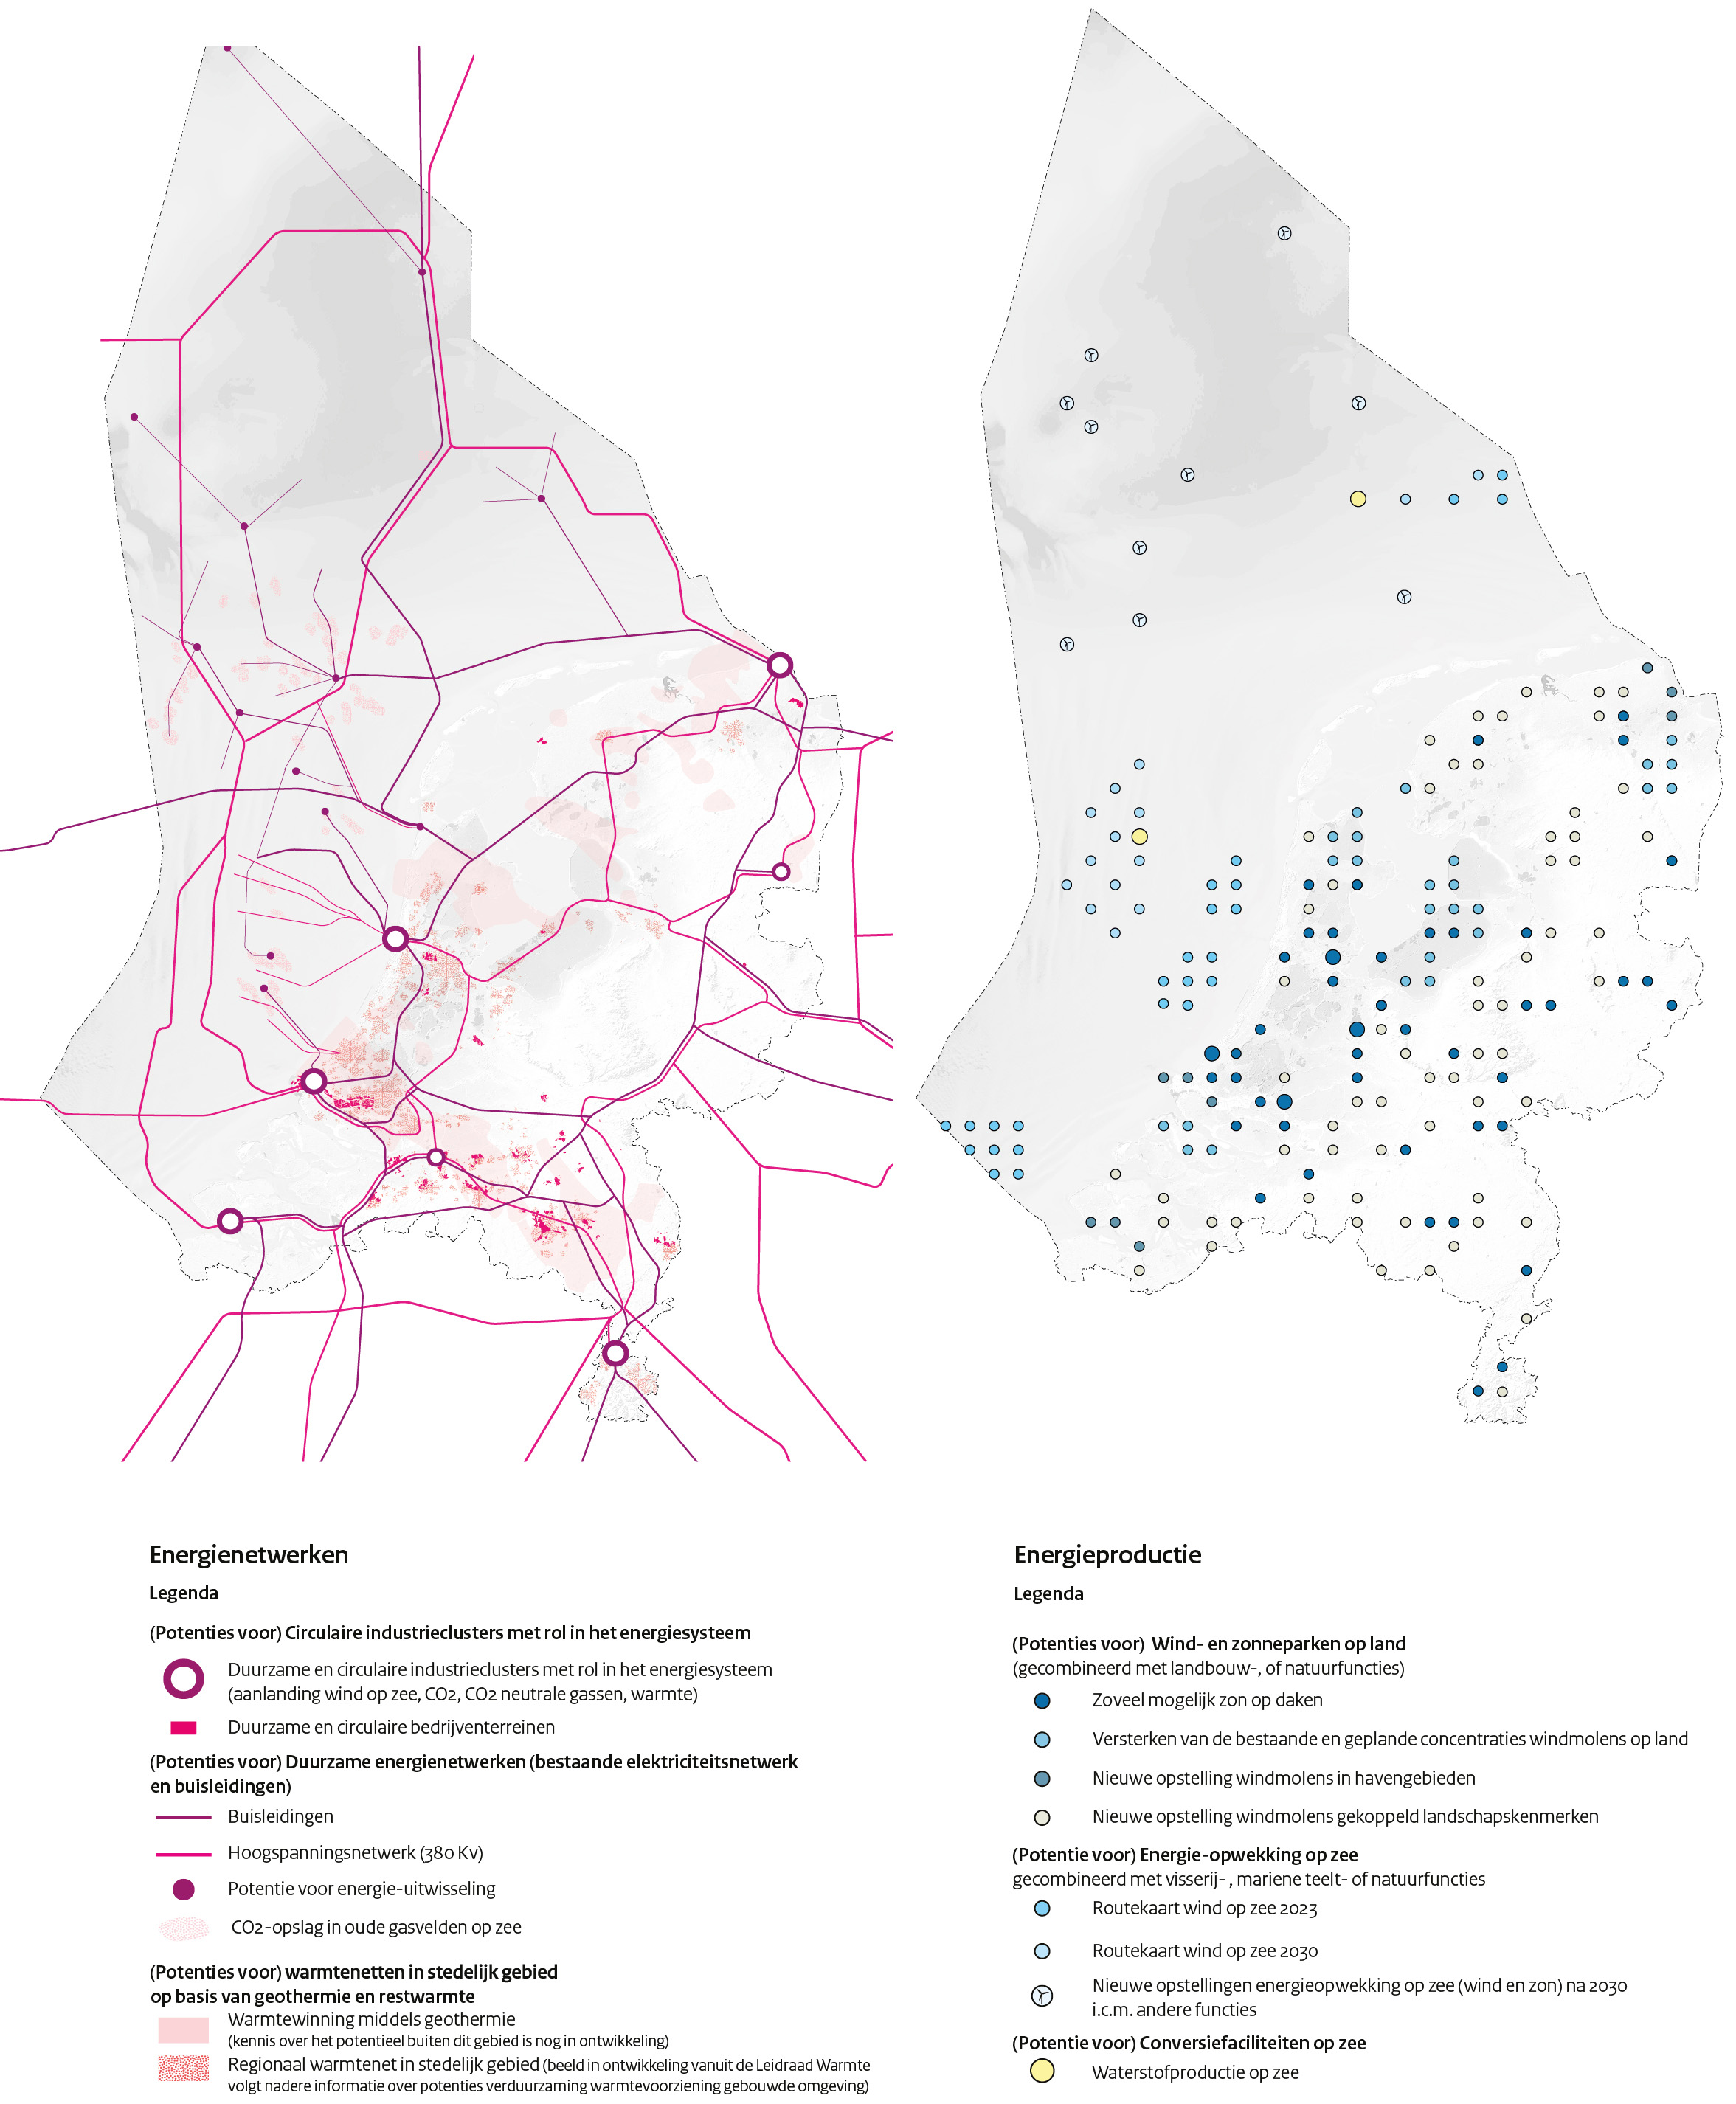 Energienetwerken
Legenda
(Potenties voor) Circulaire industrieclusters met rol in het energiesysteem
Duurzame en circulaire industrieclusters met rol in het energiesysteem
(aanlanding wind op zee, CO2, CO2 neutrale gassen, warmte)
Duurzame en circulaire bedrijventerreinen
(Potenties voor) Duurzame energienetwerken (bestaande elektriciteitsnetwerk
en buisleidingen)
Buisleidingen
Hoogspanningsnetwerk (380 Kv)
Potentie voor energie-uitwisseling
CO2-opslag in oude gasvelden op zee
(Potenties voor) warmtenetten in stedelijk gebied
op basis van geothermie en restwarmte
Warmtewinning middels geothermie
(kennis over het potentieel buiten dit gebied is nog in ontwikkeling)
Regionaal warmtenet in stedelijk gebied (beeld in ontwikkeling vanuit de Leidraad Warmte
volgt nadere informatie over potenties verduurzaming warmtevoorziening gebouwde omgeving)
Energieproductie
Legenda
(Potenties voor) Wind- en zonneparken op land
(gecombineerd met landbouw-, of natuurfuncties)
Zoveel mogelijk zon op daken
Versterken van de bestaande en geplande concentraties windmolens op land
Nieuwe opstelling windmolens in havengebieden
Nieuwe opstelling windmolens gekoppeld landschapskenmerken
(Potentie voor) Energie-opwekking op zee
gecombineerd met visserij- , mariene teelt- of natuurfuncties
Routekaart wind op zee 2023
Routekaart wind op zee 2030
Nieuwe opstellingen energieopwekking op zee (wind en zon) na 2030
i.c.m. andere functies
(Potentie voor) Conversiefaciliteiten op zee
Waterstofproductie op zee